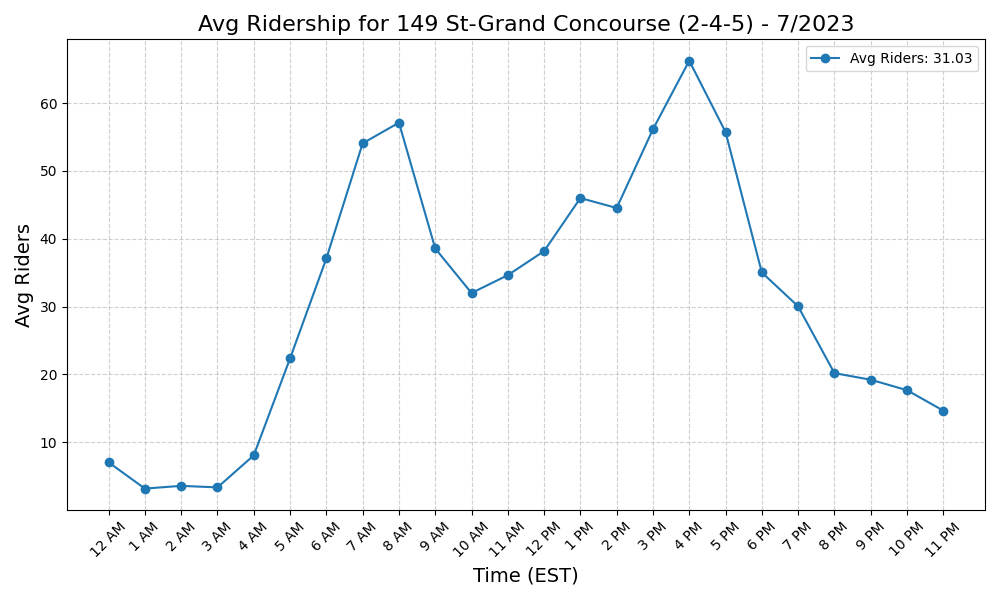 Avg Ridership for 149 St-Grand Concourse (2-4-5) - 7/2023
Avg Riders: 31.03
Avg Riders
60
50
40
30
20
10
12 AM
1 AM
2 AM
3 AM
4 AM
5 AM
6 AM
7 AM
8 AM
9 AM
10 AM
11 AM
12 PM
1 PM
2 PM
3 PM
4 PM
5 PM
6 PM
7 PM
8 PM
9 PM
10 PM
11 PM
Time (EST)